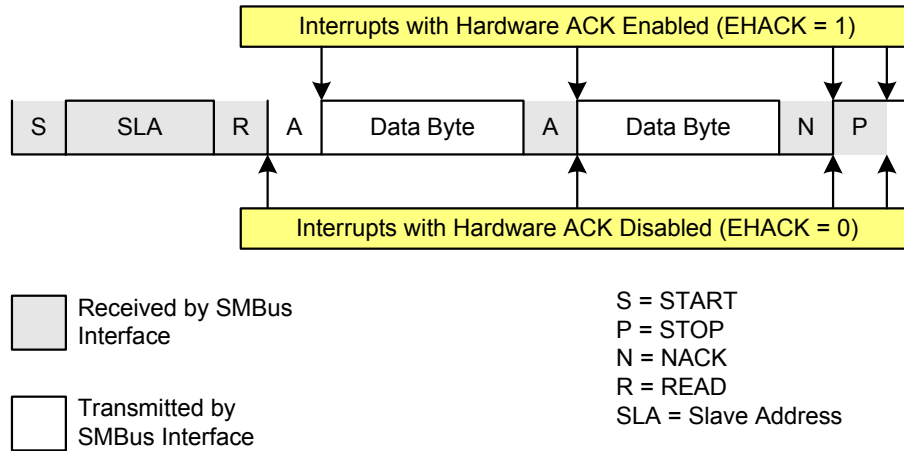 Interrupts with Hardware ACK Enabled (EHACK = 1)
S SLA R A Data Byte A Data Byte N P
Interrupts with Hardware ACK Disabled (EHACK = 0)
Received by SMBus
Interface
Transmitted by
SMBus Interface
S = START
P = STOP
N = NACK
R = READ
SLA = Slave Address